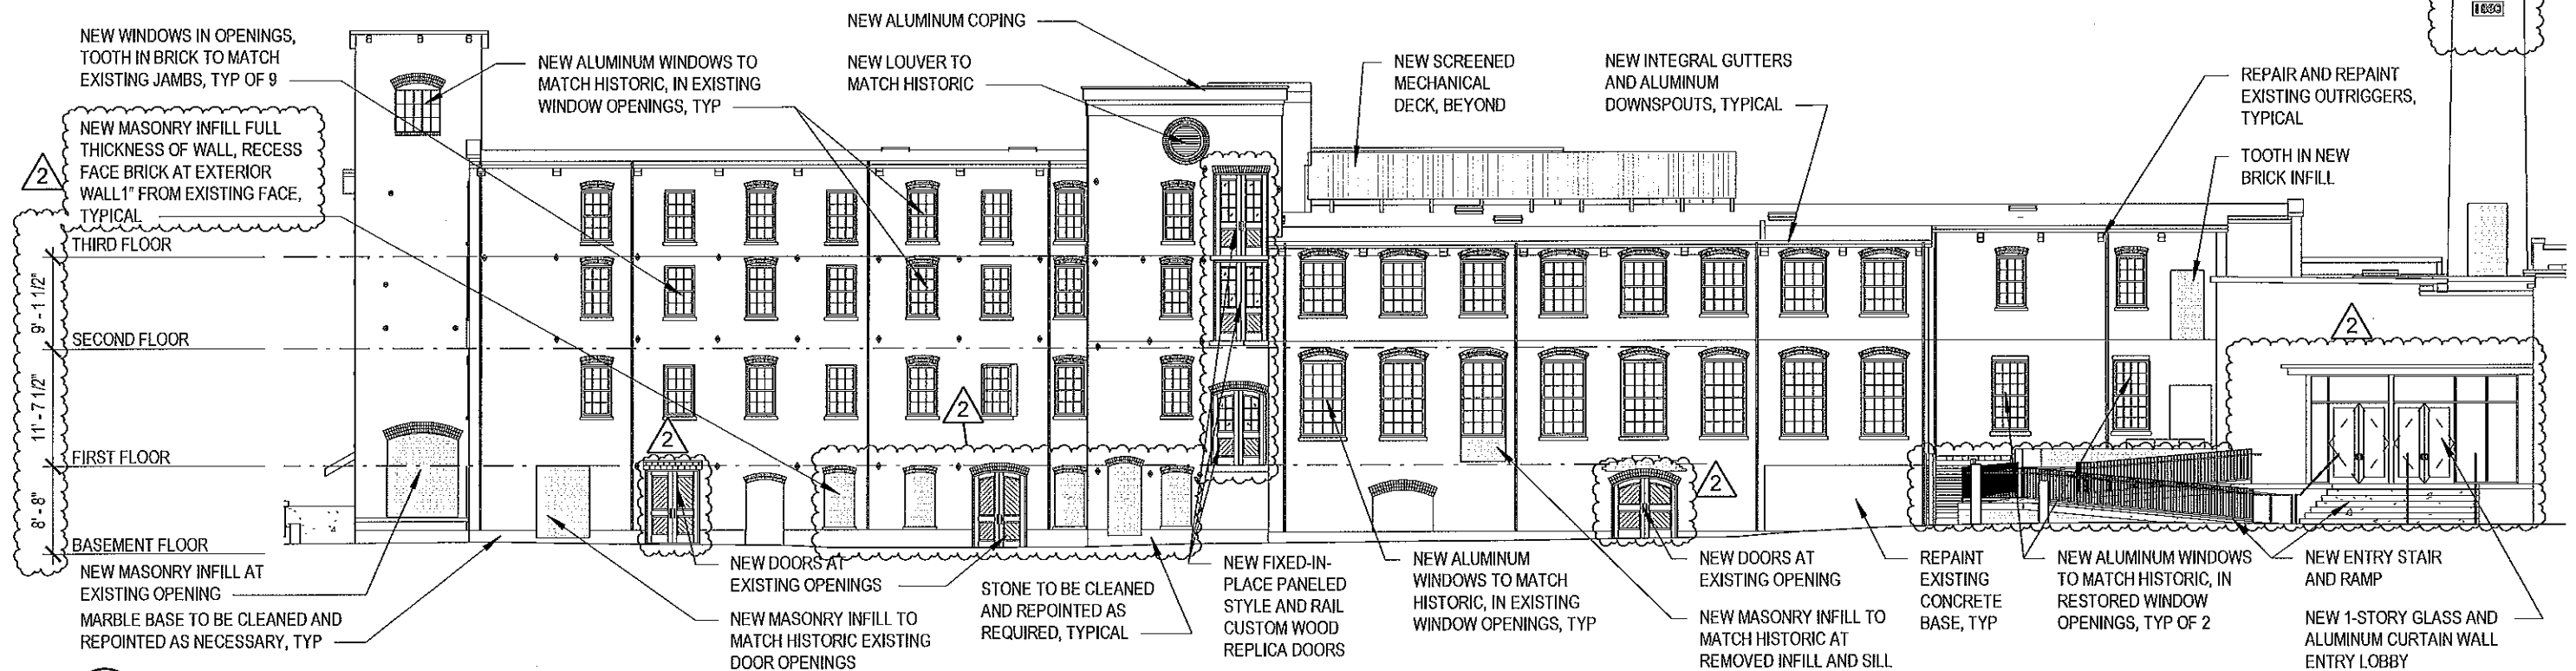 NEW WINDOWS IN OPENINGS,
TOOTH IN BRICK TO MATCH
EXISTING JAMBS, TYP OF 9
NEW MASONRY INFILL FULL
THICKNESS OF WALL, RECESS
FACE BRICK AT EXTERIOR
WALL1" FROM EXISTING FACE,
TYPICAL
2
NEW ALUMINUM WINDOWS TO
MATCH HISTORIC, IN EXISTING
WINDOW OPENINGS, TYP
NEW ALUMINUM COPING
NEW LOUVER TO
MATCH HISTORIC
NEW SCREENED
MECHANICAL
DECK, BEYOND
NEW INTEGRAL GUTTERS
AND ALUMINUM
DOWNSPOUTS, TYPICAL
REPAIR AND REPAINT
EXISTING OUTRIGGERS,
TYPICAL
TOOTH IN NEW
BRICK INFILL
THIRD FLOOR
9' - 1 1/2"
SECOND FLOOR
11' - 7 1/2"
FIRST FLOOR
8' - 8"
BASEMENT FLOOR
2
2
2
2
NEW MASONRY INFILL AT
EXISTING OPENING
MARBLE BASE TO BE CLEANED AND
REPOINTED AS NECESSARY, TYP
NEW DOORS AT
EXISTING OPENINGS
NEW MASONRY INFILL TO
MATCH HISTORIC EXISTING
DOOR OPENINGS
STONE TO BE CLEANED
AND REPOINTED AS
REQUIRED, TYPICAL
NEW FIXED-IN-
PLACE PANELED
STYLE AND RAIL
CUSTOM WOOD
REPLICA DOORS
NEW ALUMINUM
WINDOWS TO MATCH
HISTORIC, IN EXISTING
WINDOW OPENINGS, TYP
NEW DOORS AT
EXISTING OPENING
NEW MASONRY INFILL TO
MATCH HISTORIC AT
REMOVED INFILL AND SILL
REPAINT
EXISTING
CONCRETE
BASE, TYP
NEW ALUMINUM WINDOWS
TO MATCH HISTORIC, IN
RESTORED WINDOW
OPENINGS, TYP OF 2
NEW ENTRY STAIR
AND RAMP
NEW 1-STORY GLASS AND
ALUMINUM CURTAIN WALL
ENTRY LOBBY